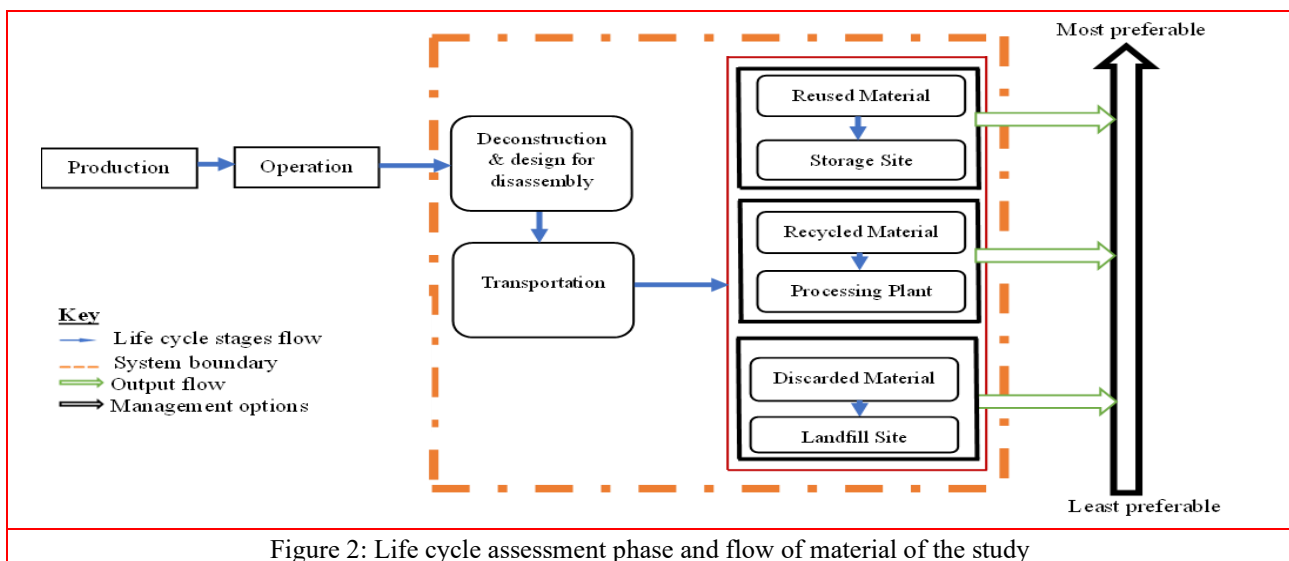 Most preferable
Reused Material
Storage Site
Deconstruction
& design for
disassembly
Production
Operation
Recycled Material
Processing Plant
Transportation
Key
Life cycle stages flow
System boundary
Output flow
Management options
Discarded Material
Landfill Site
Least preferable
Figure 2: Life cycle assessment phase and flow of material of the study